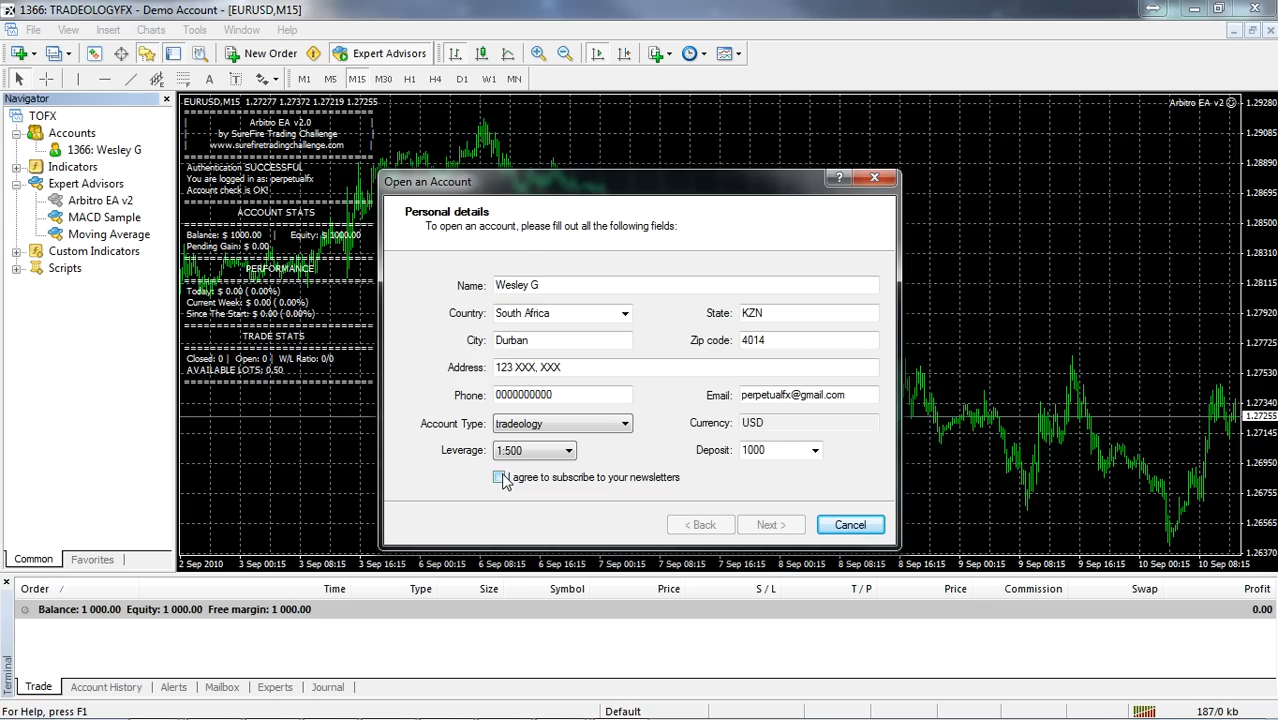 1366: TRADEOLOGYFX - Demo Account - [EURUSD,M15]
File View Insert Charts Tools Window Help
New Order Expert Advisors
A T M1 M5 M15 M30 H1 H4 D1 W1 MN
Navigator
TOFX
Accounts
1366: Wesley G
Indicators
Expert Advisors
Arbitro EA v2
MACD Sample
Moving Average
Custom Indicators
Scripts
Common Favorites
EURUSD,M15 1.27277 1.27372 1.27219 1.27255
Arbitro EA v2
Arbitro EA v2.0
by SureFire Trading Challenge
www.surefiretradingchallenge.com
Authentication SUCCESSFUL
You are logged in as: perpetualfx
Account check is OK!
ACCOUNT STATS
Balance: $ 1000.00 | Equity: $ 1000.00
Pending Gain: $ 0.00
PERFORMANCE
Today: $ 0.00 ( 0.00%)
Current Week: $ 0.00 ( 0.00%)
Since The Start: $ 0.00 ( 0.00%)
TRADE STATS
Closed: 0 | Open: 0 | W/L Ratio: 0/0
AVAILABLE LOTS: 0.50
Open an Account
?
Personal details
To open an account, please fill out all the following fields:
Name: Wesley G
Country: South Africa State: KZN
City: Durban Zip code: 4014
Address: 123 XXX, XXX
Phone: 0000000000 Email: perpetualfx@gmail.com
Account Type: tradeology Currency: USD
Leverage: 1:500 Deposit: 1000
I agree to subscribe to your newsletters
< Back Next > Cancel
1.29280
1.29085
1.28890
1.28695
1.28500
1.28310
1.28115
1.27920
1.27725
1.27530
1.27340
1.27255
1.27145
1.26950
1.26755
1.26565
1.26370
2 Sep 2010 3 Sep 00:15 3 Sep 08:15 3 Sep 16:15 6 Sep 00:15 6 Sep 08:15 6 Sep 16:15 7 Sep 00:15 7 Sep 08:15 7 Sep 16:15 8 Sep 00:15 8 Sep 08:15 8 Sep 16:15 9 Sep 00:15 9 Sep 08:15 9 Sep 16:15 10 Sep 00:15 10 Sep 08:15
Order / Time Type Size Symbol Price S / L T / P Price Commission Swap Profit
Balance: 1 000.00 Equity: 1 000.00 Free margin: 1 000.00 0.00
Terminal
Trade Account History Alerts Mailbox Experts Journal
For Help, press F1 Default 187/0 kb